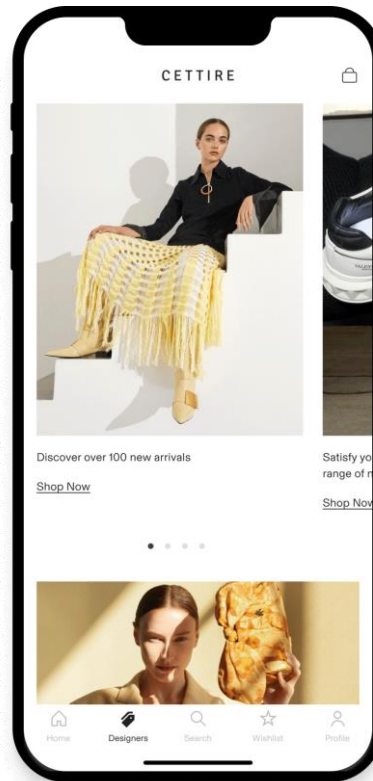 CETTIRE
Discover over 100 new arrivals
Shop Now
Satisfy yo
range of n
Shop Now
Home
Designers
Search
Wishlist
Profile